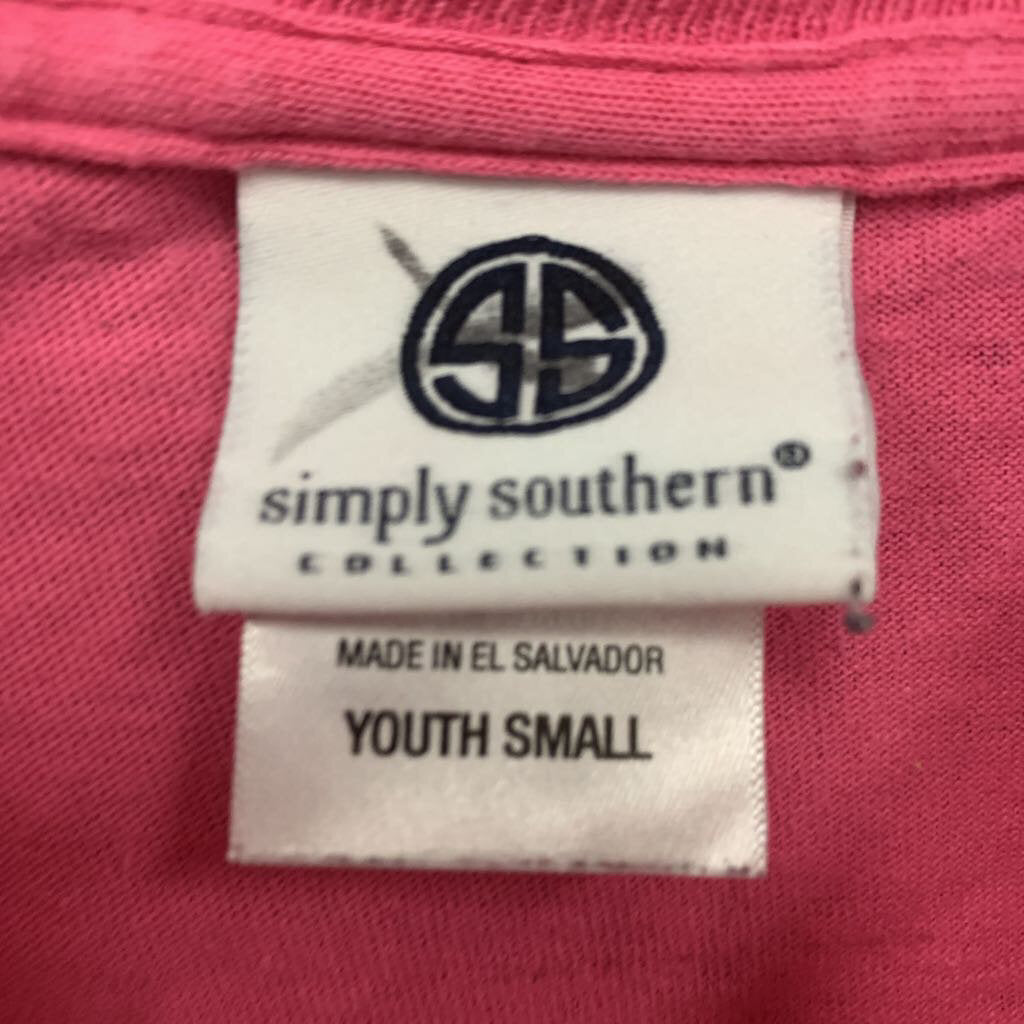 SS
simply southern®
COLLECTION
MADE IN EL SALVADOR
YOUTH SMALL